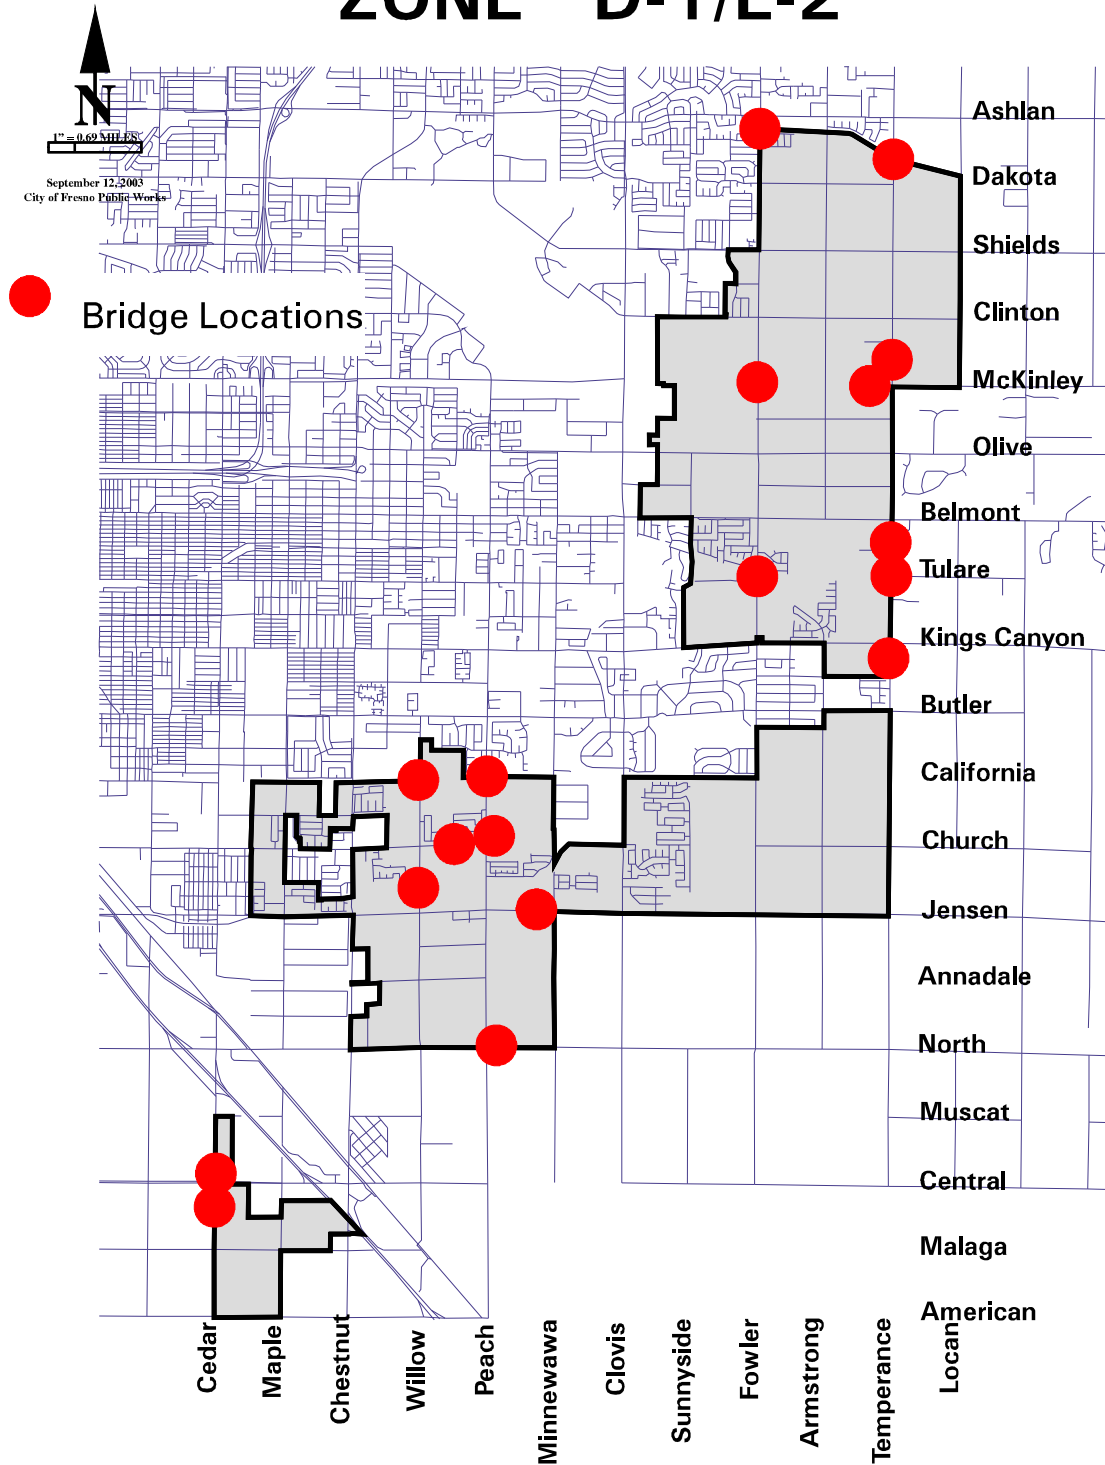 ZONE D-1/E-2
N
1" = 0.69 MILES
September 12, 2003
City of Fresno Public Works
Bridge Locations
Ashlan
Dakota
Shields
Clinton
McKinley
Olive
Belmont
Tulare
Kings Canyon
Butler
California
Church
Jensen
Annadale
North
Muscat
Central
Malaga
American
Cedar
Maple
Chestnut
Willow
Peach
Minnewawa
Clovis
Sunnyside
Fowler
Armstrong
Temperance
Locan